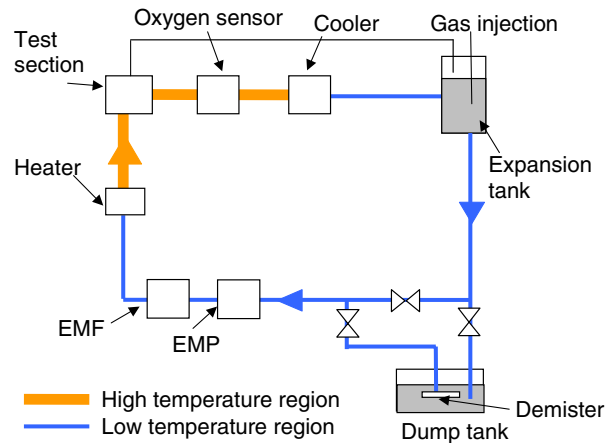 Oxygen sensor
Gas injection
Cooler
Test
section
Expansion
tank
Heater
EMF
EMP
High temperature region
Low temperature region
Demister
Dump tank